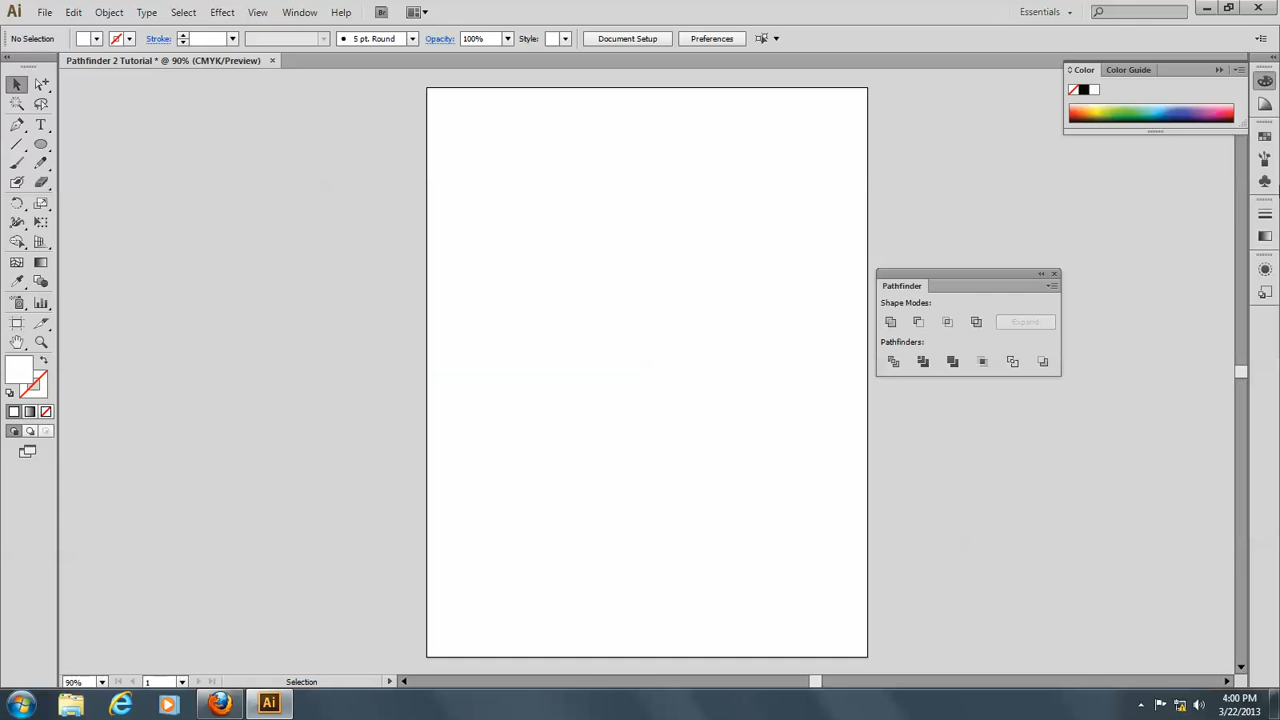 Ai File Edit Object Type Select Effect View Window Help Br Essentials
No Selection Stroke: 5 pt. Round Opacity: 100% Style: Document Setup Preferences
Pathfinder 2 Tutorial * @ 90% (CMYK/Preview)
Color Color Guide
T
Pathfinder
Shape Modes:
Expand
Pathfinders:
90% 1 Selection
Ai
4:00 PM
3/22/2013